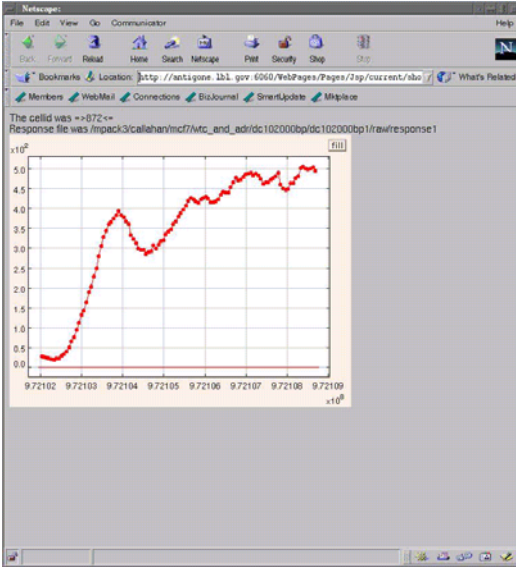 Netscape:
File Edit View Go Communicator Help
Back Forward Reload Home Search Netscape Print Security Shop Stop
N
Bookmarks Location: http://antigone.lbl.gov:6060/WebPages/Pages/Jsp/current/sho What's Related
Members WebMail Connections BizJournal SmartUpdate Mktplace
The cellid was =>872<=
Response file was /mpack3/callahan/mcf7/wtc_and_adr/dc102000bp/dc102000bp1/raw/response1
x10²
fill
5.0
4.5
4.0
3.5
3.0
2.5
2.0
1.5
1.0
0.5
0.0
9.72102 9.72103 9.72104 9.72105 9.72106 9.72107 9.72108 9.72109
x10⁸